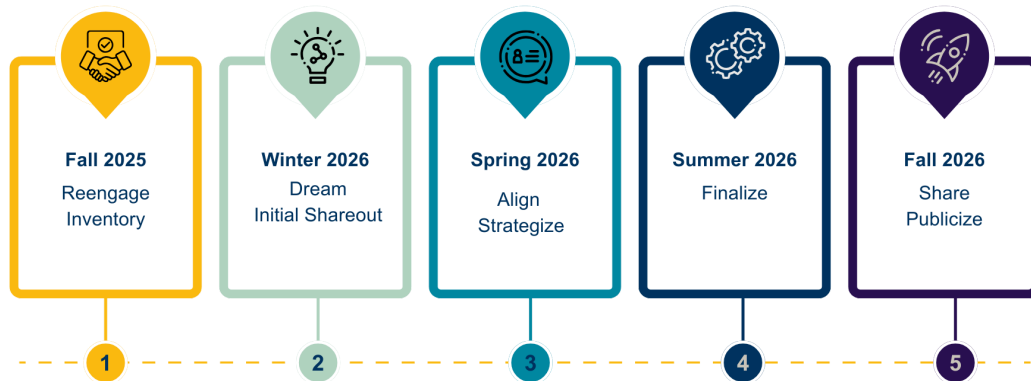 Fall 2025
Reengage
Inventory
Winter 2026
Dream
Initial Shareout
Spring 2026
Align
Strategize
Summer 2026
Finalize
Fall 2026
Share
Publicize
1
2
3
4
5